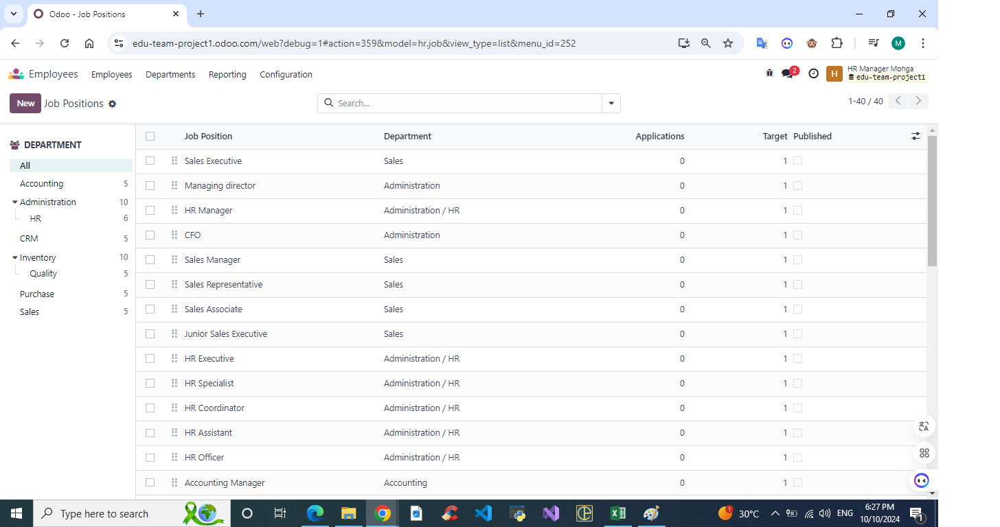 Odoo - Job Positions
edu-team-project1.odoo.com/web?debug=1#action=359&model=hr.job&view_type=list&menu_id=252
M
Employees Employees Departments Reporting Configuration
2
H
HR Manager Mohga
edu-team-project1
New Job Positions
Search...
1-40 / 40
DEPARTMENT
All
Accounting 5
Administration 10
HR 6
CRM 5
Inventory 10
Quality 5
Purchase 5
Sales 5
Job Position Department Applications Target Published
Sales Executive Sales 0 1
Managing director Administration 0 1
HR Manager Administration / HR 0 1
CFO Administration 0 1
Sales Manager Sales 0 1
Sales Representative Sales 0 1
Sales Associate Sales 0 1
Junior Sales Executive Sales 0 1
HR Executive Administration / HR 0 1
HR Specialist Administration / HR 0 1
HR Coordinator Administration / HR 0 1
HR Assistant Administration / HR 0 1
HR Officer Administration / HR 0 1
Accounting Manager Accounting 0 1
Type here to search
1
30°C
ENG
6:27 PM
10/10/2024
1